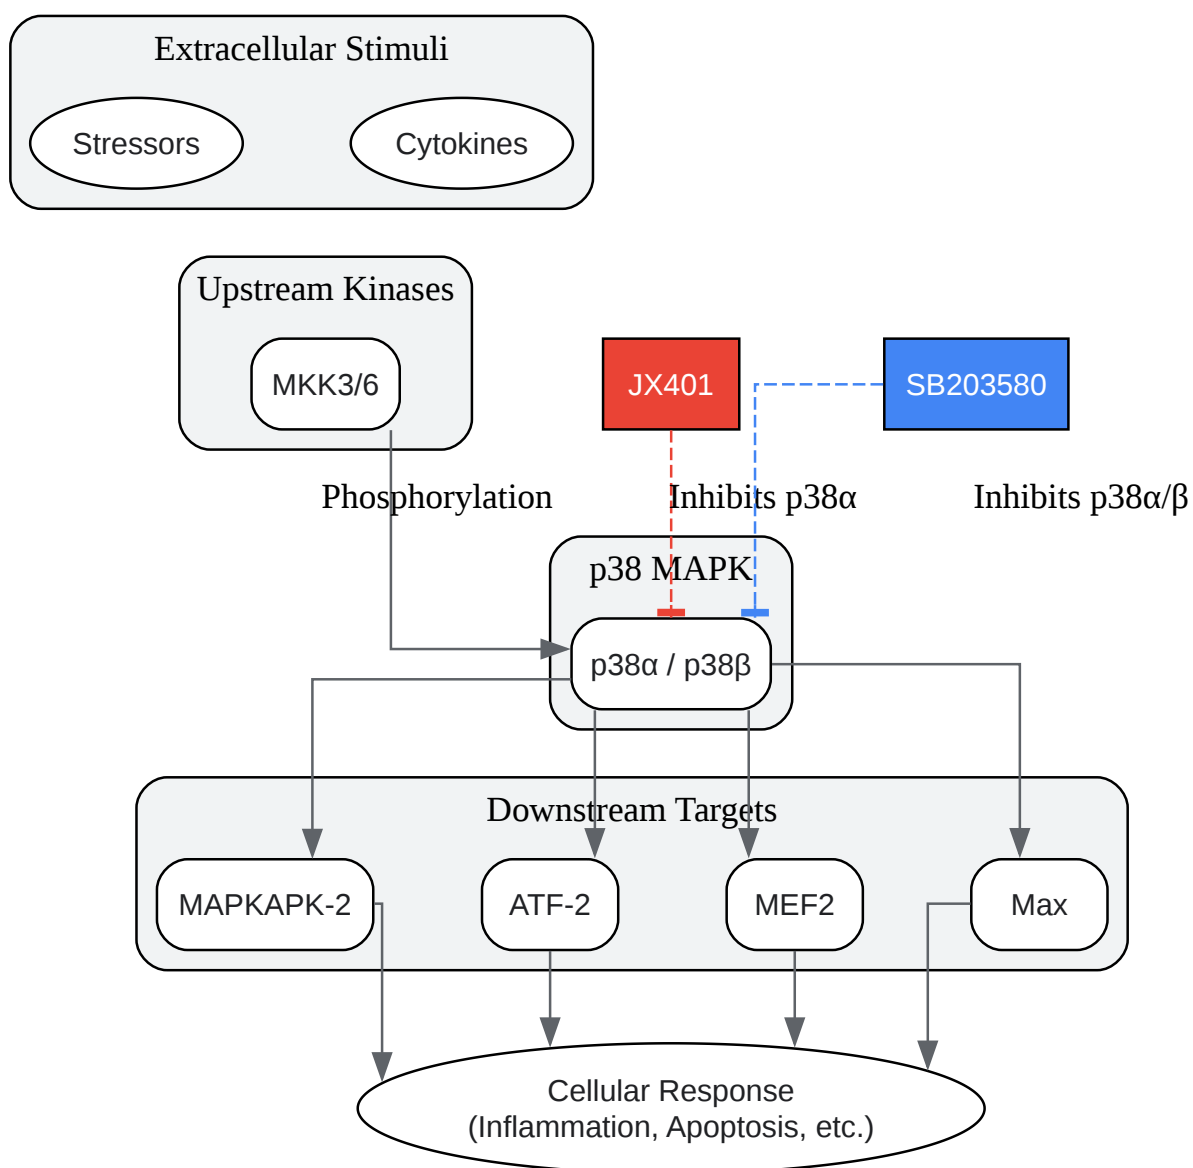 Extracellular Stimuli
Stressors
Cytokines
Upstream Kinases
MKK3/6
JX401
SB203580
Phosphorylation
Inhibits p38α
Inhibits p38α/β
p38 MAPK
p38α / p38β
Downstream Targets
MAPKAPK-2
ATF-2
MEF2
Max
Cellular Response
(Inflammation, Apoptosis, etc.)